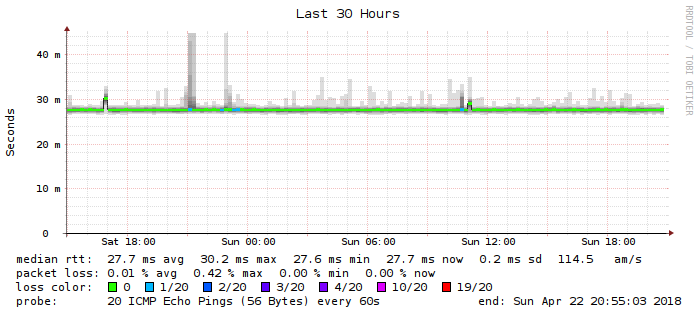 Last 30 Hours
RRDTOOL / TOBI OETIKER
Seconds
40 m
30 m
20 m
10 m
0
Sat 18:00 Sun 00:00 Sun 06:00 Sun 12:00 Sun 18:00
median rtt: 27.7 ms avg 30.2 ms max 27.6 ms min 27.7 ms now 0.2 ms sd 114.5 am/s
packet loss: 0.01 % avg 0.42 % max 0.00 % min 0.00 % now
loss color: 0 1/20 2/20 3/20 4/20 10/20 19/20
probe: 20 ICMP Echo Pings (56 Bytes) every 60s end: Sun Apr 22 20:55:03 2018